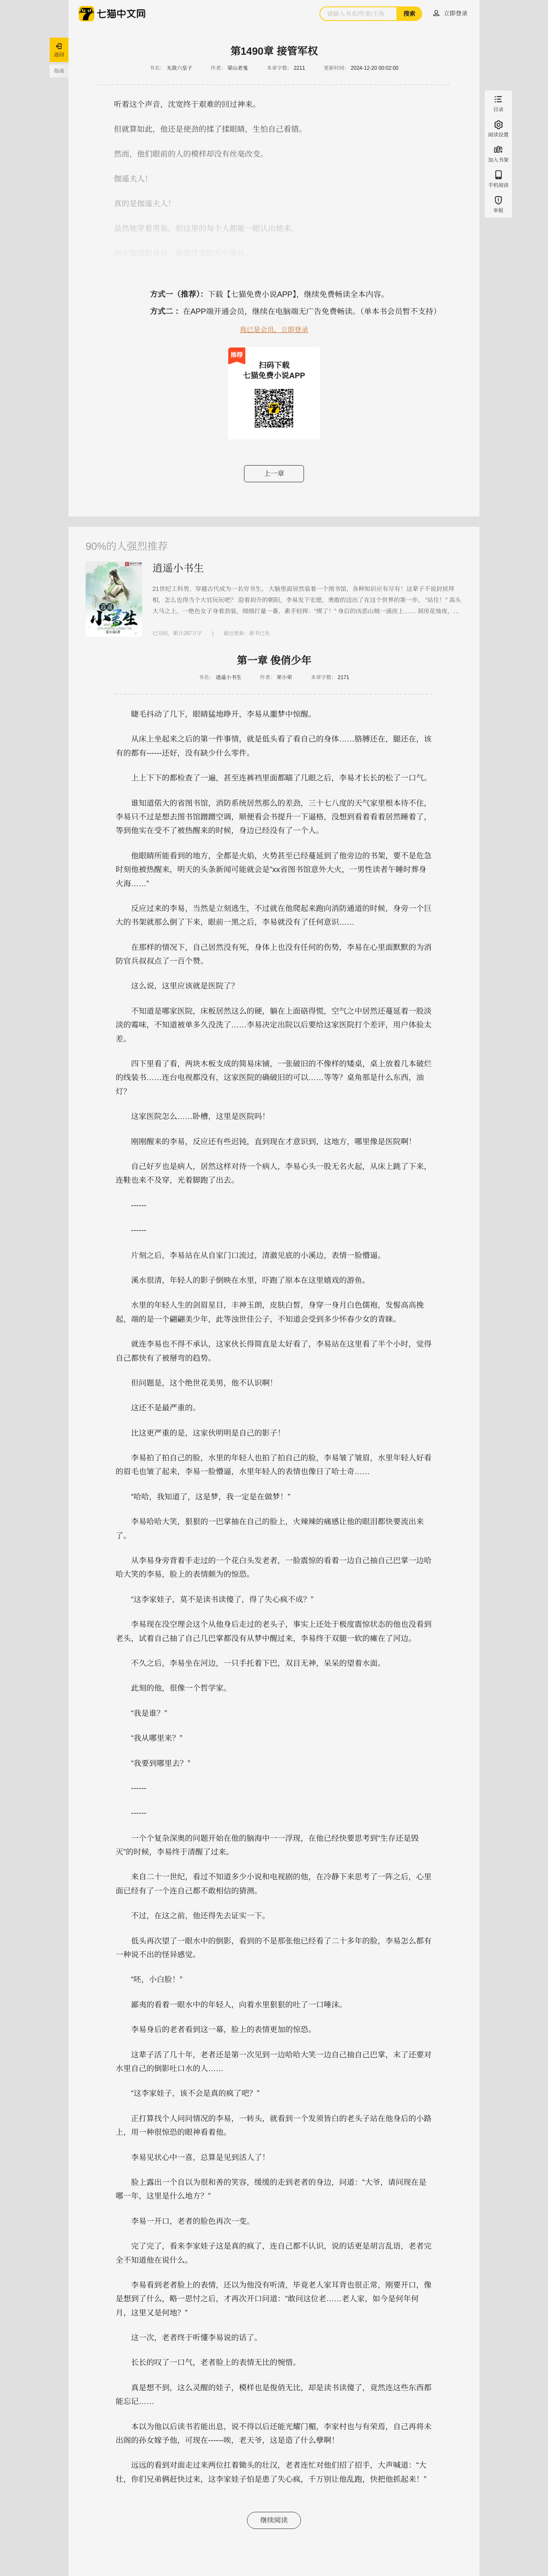 七猫中文网
请输入书名/作者/主角
搜索
立即登录
返回
指南
目录
阅读设置
加入书架
手机阅读
举报
第1490章 接管军权
书名： 无敌六皇子 作者： 梁山老鬼 本章字数： 2211 更新时间： 2024-12-20 00:02:00
听着这个声音，沈宽终于艰难的回过神来。
但就算如此，他还是使劲的揉了揉眼睛，生怕自己看错。
然而，他们眼前的人的模样却没有丝毫改变。
伽遥夫人！
真的是伽遥夫人！
虽然她穿着男装，但这里的每个人都能一眼认出她来。
方式一（推荐）：下载【七猫免费小说APP】，继续免费畅读全本内容。
方式二 ：在APP端开通会员，继续在电脑端无广告免费畅读。（单本书会员暂不支持）
我已是会员，立即登录
推荐
扫码下载
七猫免费小说APP
上一章
90%的人强烈推荐
逍遥小书生
21世纪工科男，穿越古代成为一名穷书生， 大脑里面居然装着一个图书馆，各种知识应有尽有！这辈子不说封侯拜
相，怎么也得当个大官玩玩吧？ 迎着初升的朝阳，李易发下宏愿，勇敢的迈出了在这个世界的第一步。 “站住！” 高头
大马之上，一绝色女子身着劲装，细细打量一番，素手轻挥：“绑了！” 身后的凶恶山贼一涌而上…… 洞房花烛夜，…
已完结，累计287万字 | 最后更新：新书已发
第一章 俊俏少年
书名： 逍遥小书生 作者： 荣小荣 本章字数： 2171
睫毛抖动了几下，眼睛猛地睁开，李易从噩梦中惊醒。
从床上坐起来之后的第一件事情，就是低头看了看自己的身体……胳膊还在，腿还在，该
有的都有------还好，没有缺少什么零件。
上上下下的都检查了一遍，甚至连裤裆里面都瞄了几眼之后，李易才长长的松了一口气。
谁知道偌大的省图书馆，消防系统居然那么的差劲，三十七八度的天气家里根本待不住，
李易只不过是想去图书馆蹭蹭空调，顺便看会书提升一下逼格，没想到看着看着居然睡着了，
等到他实在受不了被热醒来的时候，身边已经没有了一个人。
他眼睛所能看到的地方，全都是火焰，火势甚至已经蔓延到了他旁边的书架，要不是危急
时刻他被热醒来，明天的头条新闻可能就会是“xx省图书馆意外大火，一男性读者午睡时葬身
火海……”
反应过来的李易，当然是立刻逃生，不过就在他爬起来跑向消防通道的时候，身旁一个巨
大的书架就那么倒了下来，眼前一黑之后，李易就没有了任何意识……
在那样的情况下，自己居然没有死，身体上也没有任何的伤势，李易在心里面默默的为消
防官兵叔叔点了一百个赞。
这么说，这里应该就是医院了？
不知道是哪家医院，床板居然这么的硬，躺在上面硌得慌，空气之中居然还蔓延着一股淡
淡的霉味，不知道被单多久没洗了……李易决定出院以后要给这家医院打个差评，用户体验太
差。
四下里看了看，两块木板支成的简易床铺，一张破旧的不像样的矮桌，桌上放着几本破烂
的线装书……连台电视都没有，这家医院的确破旧的可以……等等？桌角那是什么东西，油
灯？
这家医院怎么……卧槽，这里是医院吗！
刚刚醒来的李易，反应还有些迟钝，直到现在才意识到，这地方，哪里像是医院啊！
自己好歹也是病人，居然这样对待一个病人，李易心头一股无名火起，从床上跳了下来，
连鞋也来不及穿，光着脚跑了出去。
------
------
片刻之后，李易站在从自家门口流过，清澈见底的小溪边，表情一脸懵逼。
溪水很清，年轻人的影子倒映在水里，吓跑了原本在这里嬉戏的游鱼。
水里的年轻人生的剑眉星目，丰神玉朗，皮肤白皙，身穿一身月白色儒袍，发髻高高挽
起，端的是一个翩翩美少年，此等浊世佳公子，不知道会受到多少怀春少女的青睐。
就连李易也不得不承认，这家伙长得简直是太好看了，李易站在这里看了半个小时，觉得
自己都快有了被掰弯的趋势。
但问题是，这个绝世花美男，他不认识啊！
这还不是最严重的。
比这更严重的是，这家伙明明是自己的影子！
李易拍了拍自己的脸，水里的年轻人也拍了拍自己的脸，李易皱了皱眉，水里年轻人好看
的眉毛也皱了起来，李易一脸懵逼，水里年轻人的表情也像日了哈士奇……
“哈哈，我知道了，这是梦，我一定是在做梦！”
李易哈哈大笑，狠狠的一巴掌抽在自己的脸上，火辣辣的痛感让他的眼泪都快要流出来
了。
从李易身旁背着手走过的一个花白头发老者，一脸震惊的看着一边自己抽自己巴掌一边哈
哈大笑的李易，脸上的表情颇为的惊恐。
“这李家娃子，莫不是读书读傻了，得了失心疯不成？”
李易现在没空理会这个从他身后走过的老头子，事实上还处于极度震惊状态的他也没看到
老头，试着自己抽了自己几巴掌都没有从梦中醒过来，李易终于双腿一软的瘫在了河边。
不久之后，李易坐在河边，一只手托着下巴，双目无神，呆呆的望着水面。
此刻的他，很像一个哲学家。
“我是谁？”
“我从哪里来？”
“我要到哪里去？”
------
------
一个个复杂深奥的问题开始在他的脑海中一一浮现，在他已经快要思考到“生存还是毁
灭”的时候，李易终于清醒了过来。
来自二十一世纪，看过不知道多少小说和电视剧的他，在冷静下来思考了一阵之后，心里
面已经有了一个连自己都不敢相信的猜测。
不过，在这之前，他还得先去证实一下。
低头再次望了一眼水中的倒影，看到的不是那张他已经看了二十多年的脸，李易怎么都有
一种说不出的怪异感觉。
“呸，小白脸！”
鄙夷的看着一眼水中的年轻人，向着水里狠狠的吐了一口唾沫。
李易身后的老者看到这一幕，脸上的表情更加的惊恐。
这辈子活了几十年，老者还是第一次见到一边哈哈大笑一边自己抽自己巴掌，末了还要对
水里自己的倒影吐口水的人……
“这李家娃子，该不会是真的疯了吧？”
正打算找个人问问情况的李易，一转头，就看到一个发须皆白的老头子站在他身后的小路
上，用一种很惊恐的眼神看着他。
李易见状心中一喜，总算是见到活人了！
脸上露出一个自以为很和善的笑容，缓缓的走到老者的身边，问道：“大爷，请问现在是
哪一年，这里是什么地方？”
李易一开口，老者的脸色再次一变。
完了完了，看来李家娃子这是真的疯了，连自己都不认识，说的话更是胡言乱语，老者完
全不知道他在说什么。
李易看到老者脸上的表情，还以为他没有听清，毕竟老人家耳背也很正常，刚要开口，像
是想到了什么，略一思忖之后，才再次开口问道：“敢问这位老……老人家，如今是何年何
月，这里又是何地？”
这一次，老者终于听懂李易说的话了。
长长的叹了一口气，老者脸上的表情无比的惋惜。
真是想不到，这么灵醒的娃子，模样也是俊俏无比，却是读书读傻了，竟然连这些东西都
能忘记……
本以为他以后读书若能出息，说不得以后还能光耀门楣，李家村也与有荣焉，自己再将未
出阁的孙女嫁予他，可现在------唉，老天爷，这是造了什么孽啊！
远远的看到对面走过来两位扛着锄头的壮汉，老者连忙对他们招了招手，大声喊道：“大
壮，你们兄弟俩赶快过来，这李家娃子怕是患了失心疯，千万别让他乱跑，快把他抓起来！”
继续阅读